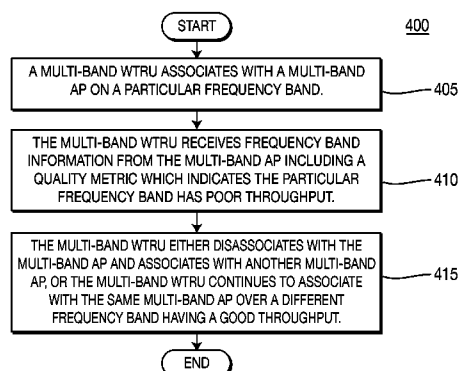 START
400
A MULTI-BAND WTRU ASSOCIATES WITH A MULTI-BAND
AP ON A PARTICULAR FREQUENCY BAND.
405
THE MULTI-BAND WTRU RECEIVES FREQUENCY BAND
INFORMATION FROM THE MULTI-BAND AP INCLUDING A
QUALITY METRIC WHICH INDICATES THE PARTICULAR
FREQUENCY BAND HAS POOR THROUGHPUT.
410
THE MULTI-BAND WTRU EITHER DISASSOCIATES WITH THE
MULTI-BAND AP AND ASSOCIATES WITH ANOTHER MULTI-BAND
AP, OR THE MULTI-BAND WTRU CONTINUES TO ASSOCIATE
WITH THE SAME MULTI-BAND AP OVER A DIFFERENT
FREQUENCY BAND HAVING A GOOD THROUGHPUT.
415
END